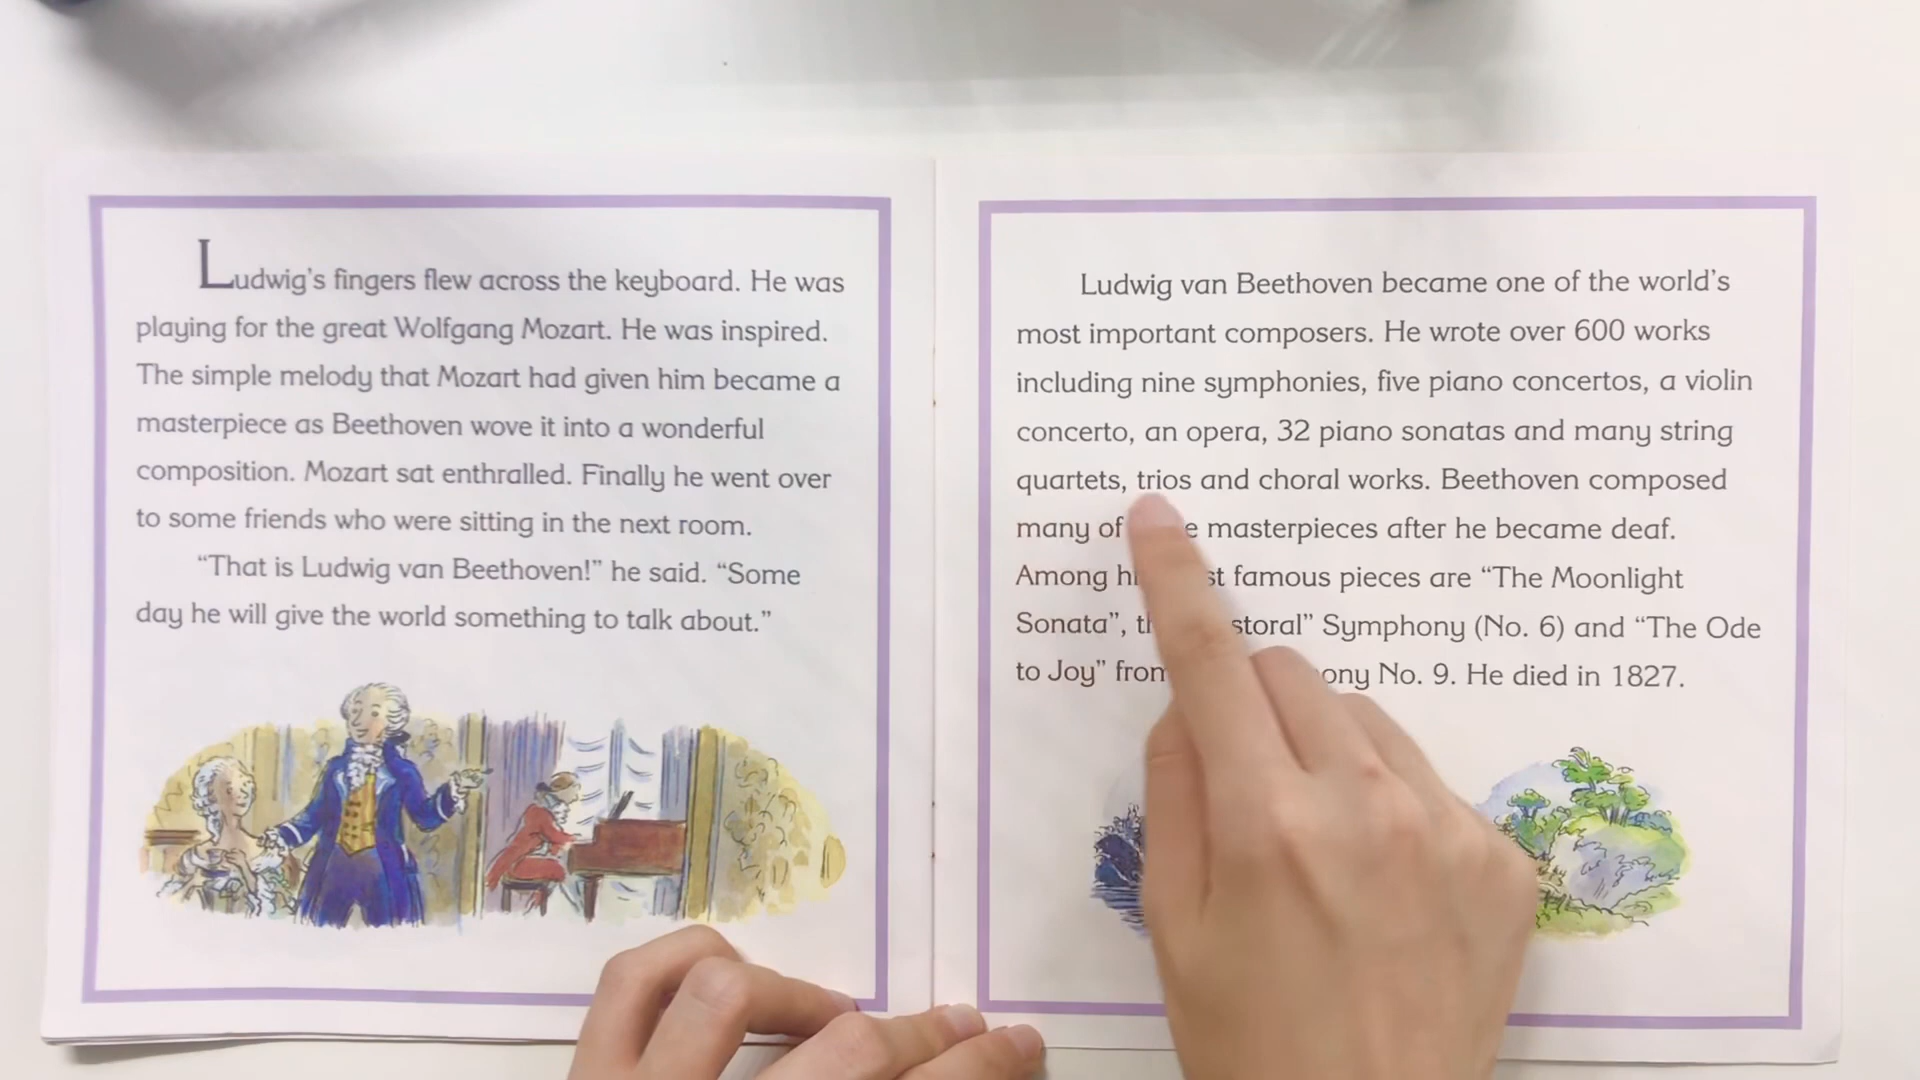 Ludwig's fingers flew across the keyboard. He was
playing for the great Wolfgang Mozart. He was inspired.
The simple melody that Mozart had given him became a
masterpiece as Beethoven wove it into a wonderful
composition. Mozart sat enthralled. Finally he went over
to some friends who were sitting in the next room.
“That is Ludwig van Beethoven!” he said. “Some
day he will give the world something to talk about.”
Ludwig van Beethoven became one of the world's
most important composers. He wrote over 600 works
including nine symphonies, five piano concertos, a violin
concerto, an opera, 32 piano sonatas and many string
quartets, trios and choral works. Beethoven composed
many of masterpieces after he became deaf.
Among famous pieces are “The Moonlight
Sonata”, Symphony (No. 6) and “The Ode
to Joy” No. 9. He died in 1827.